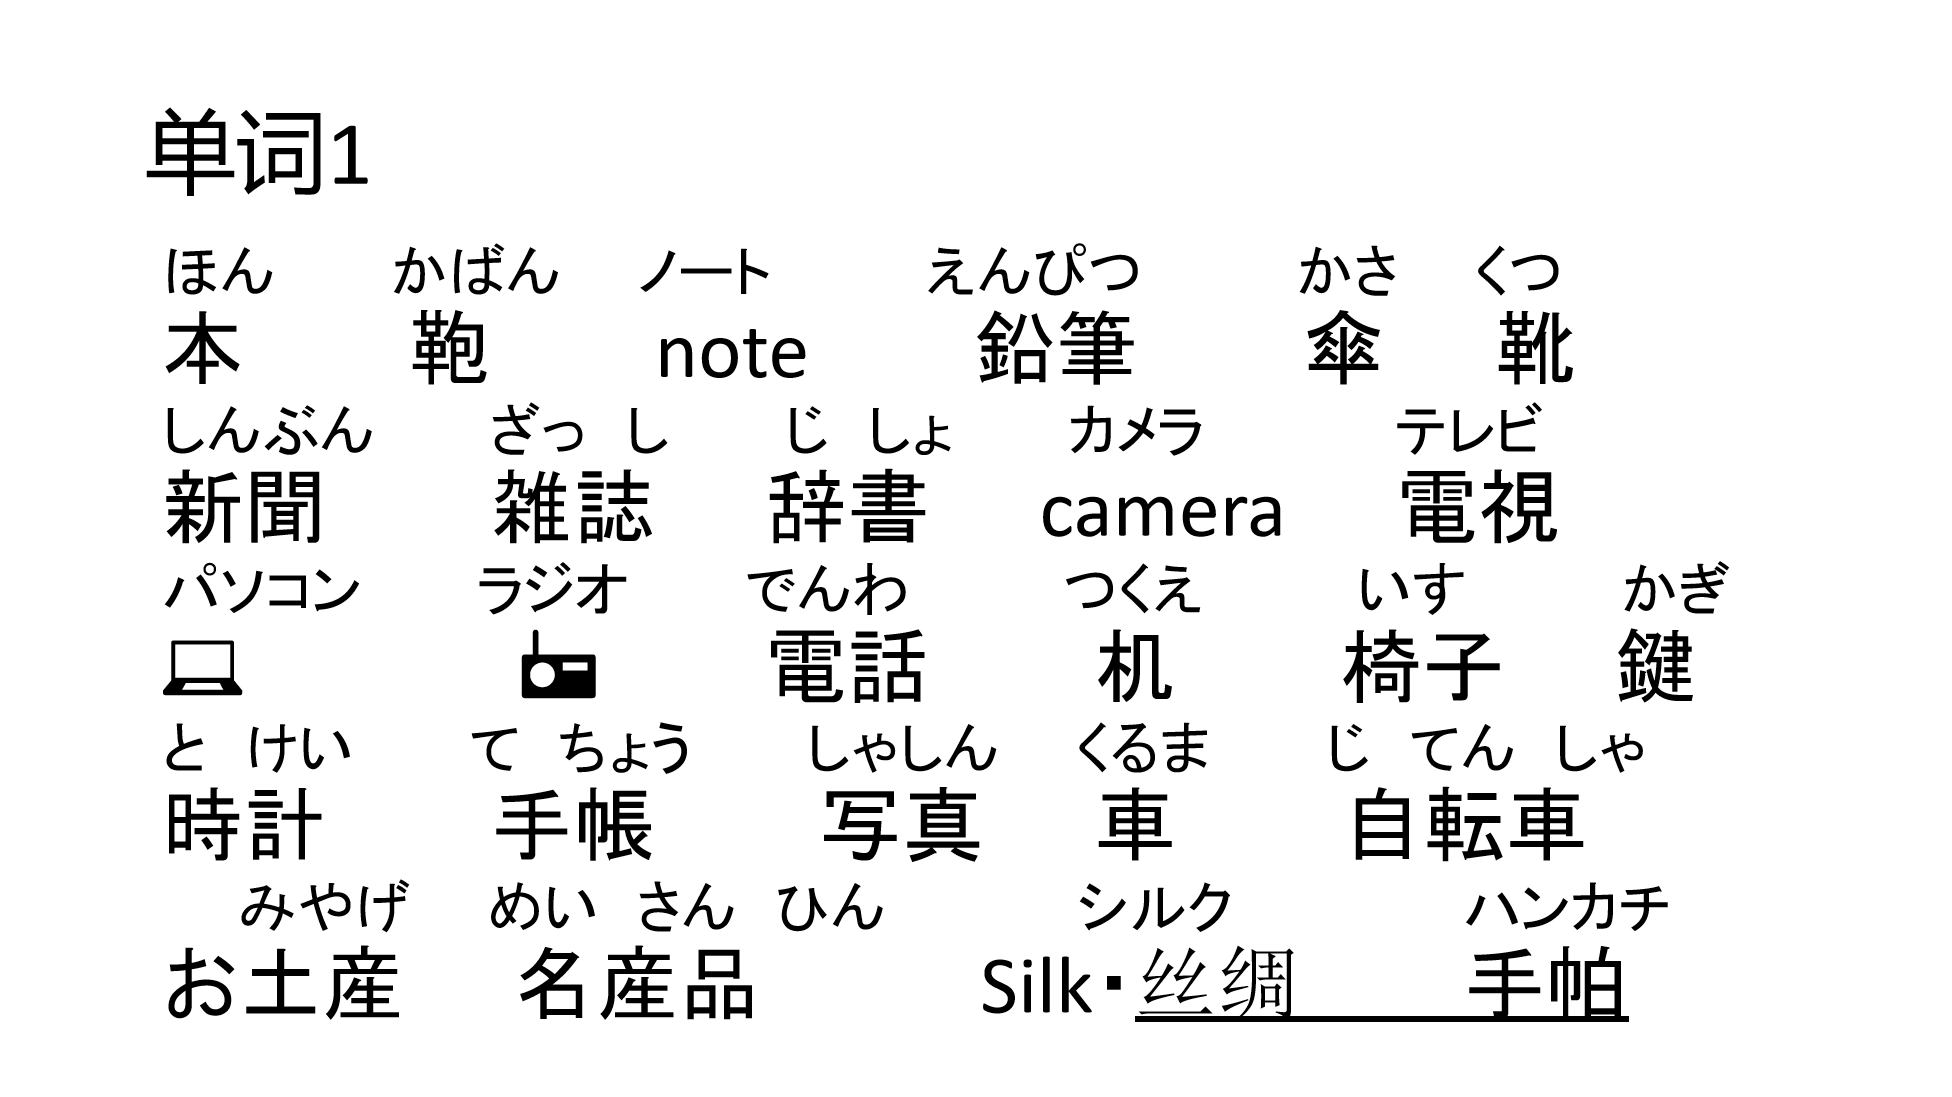 单词1
ほん かばん ノート えんぴつ かさ くつ
本 鞄 note 鉛筆 傘 靴
しんぶん ざっ し じ しょ カメラ テレビ
新聞 雑誌 辞書 camera 電視
パソコン ラジオ でんわ つくえ いす かぎ
電話 机 椅子 鍵
と けい て ちょう しゃしん くるま じ てん しゃ
時計 手帳 写真 車 自転車
みやげ めい さん ひん シルク ハンカチ
お土産 名産品 Silk・丝绸 手帕